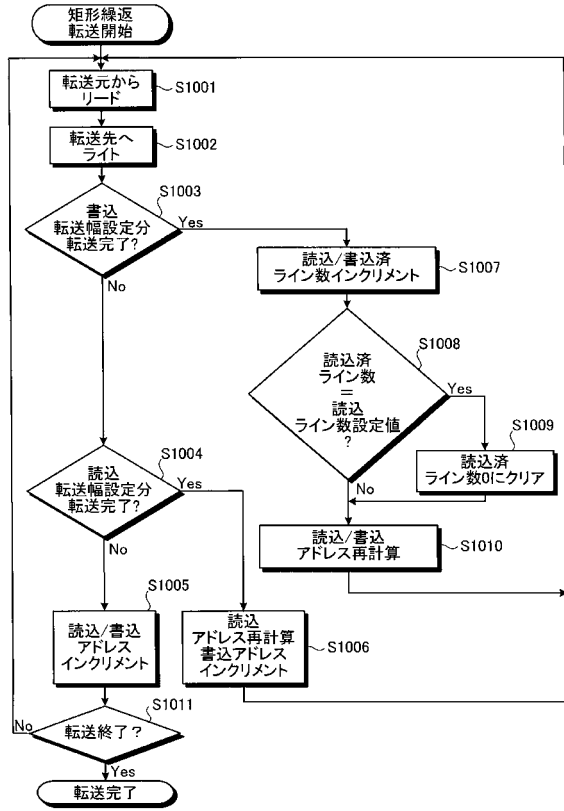 矩形繰返
転送開始
転送元から
リード
S1001
転送先へ
ライト
S1002
S1003
書込
転送幅設定分
転送完了?
Yes
No
読込/書込済
ライン数インクリメント
S1007
S1008
読込済
ライン数
=
読込
ライン数設定値
?
Yes
No
S1009
読込済
ライン数0にクリア
読込/書込
アドレス再計算
S1010
S1004
読込
転送幅設定分
転送完了?
Yes
No
S1005
読込/書込
アドレス
インクリメント
読込
アドレス再計算
書込アドレス
インクリメント
S1006
S1011
転送終了?
No
Yes
転送完了